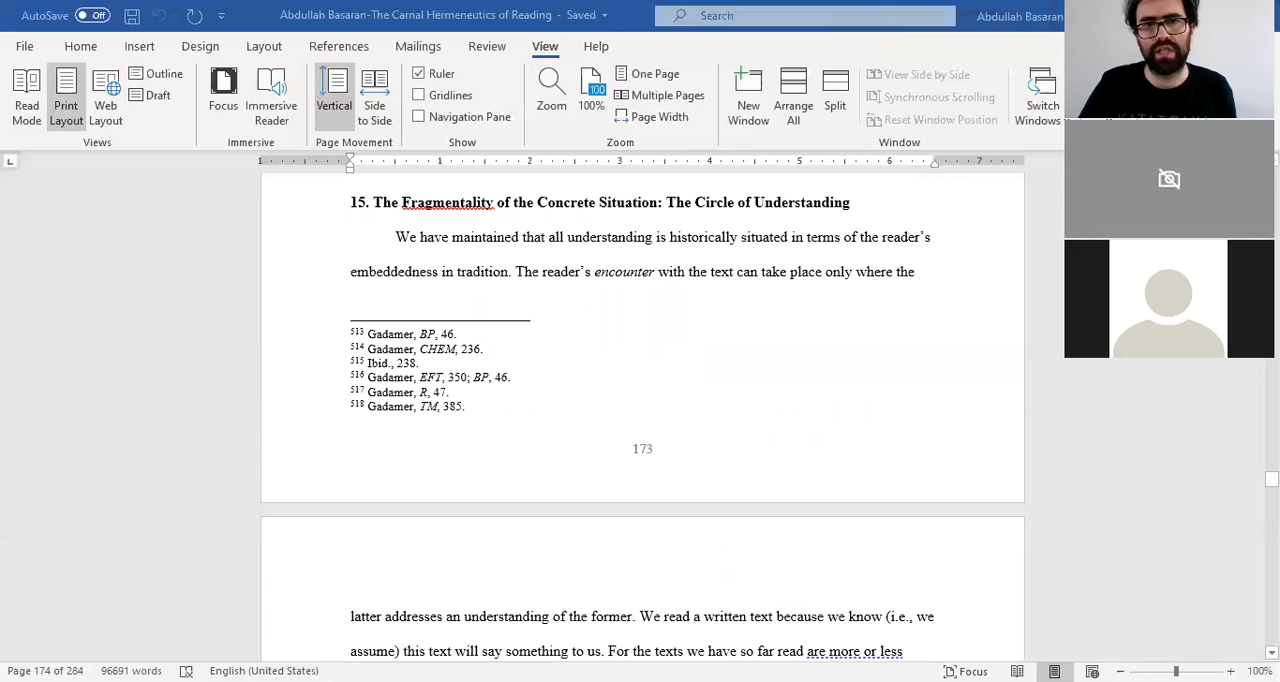 AutoSave Off Abdullah Basaran-The Carnal Hermeneutics of Reading - Saved Search Abdullah Basaran
File Home Insert Design Layout References Mailings Review View Help
Read Mode Print Layout Web Layout Outline Draft Focus Immersive Reader Vertical Side to Side Ruler Gridlines Navigation Pane Zoom 100 100% One Page Multiple Pages Page Width New Window Arrange All Split View Side by Side Synchronous Scrolling Reset Window Position Switch Windows
Views Immersive Page Movement Show Zoom Window
1 1 2 3 4 5 6 7
15. The Fragmentality of the Concrete Situation: The Circle of Understanding
We have maintained that all understanding is historically situated in terms of the reader’s
embeddedness in tradition. The reader’s encounter with the text can take place only where the
513 Gadamer, BP, 46.
514 Gadamer, CHEM, 236.
515 Ibid., 238.
516 Gadamer, EFT, 350; BP, 46.
517 Gadamer, R, 47.
518 Gadamer, TM, 385.
173
latter addresses an understanding of the former. We read a written text because we know (i.e., we
assume) this text will say something to us. For the texts we have so far read are more or less
Page 174 of 284 96691 words English (United States) Focus 100%